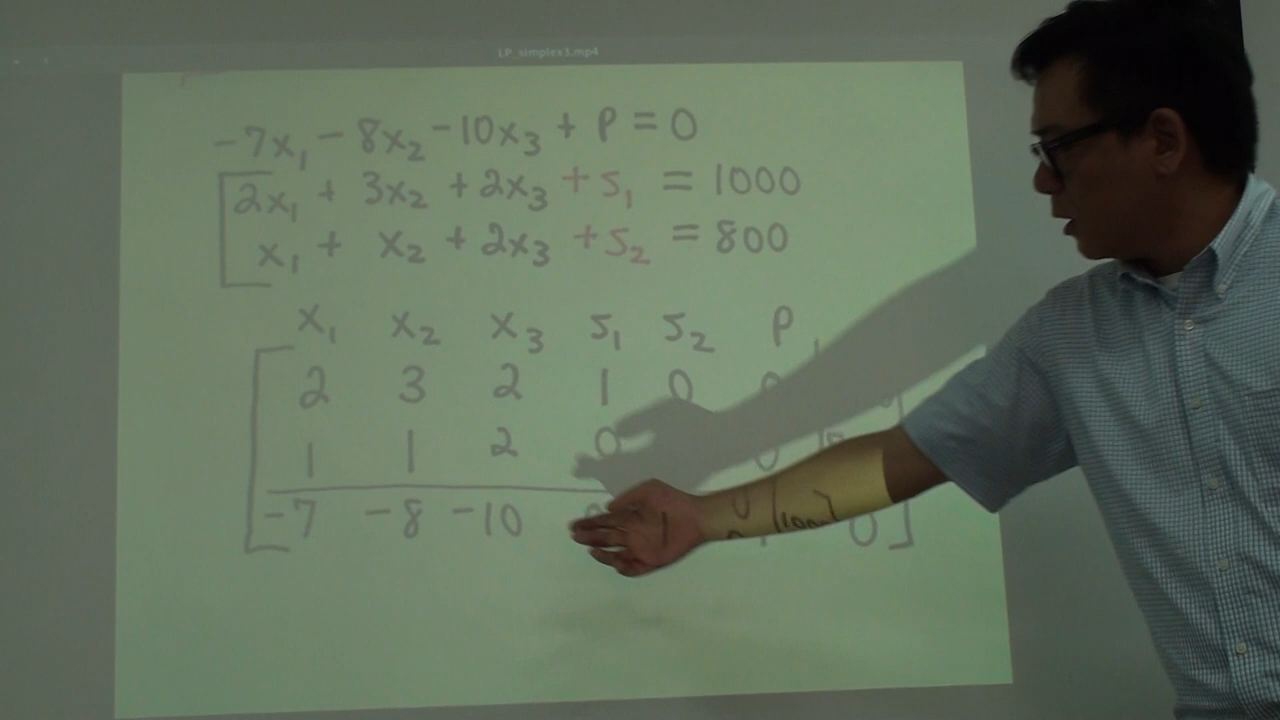 LP simplex3.mp4
-7x₁ - 8x₂ - 10x₃ + P = 0
2x₁ + 3x₂ + 2x₃ + s₁ = 1000
x₁ + x₂ + 2x₃ + s₂ = 800
x₁ x₂ x₃ s₁ s₂ P
2 3 2 1 0 0
1 1 2 0 0
-7 -8 -10 0